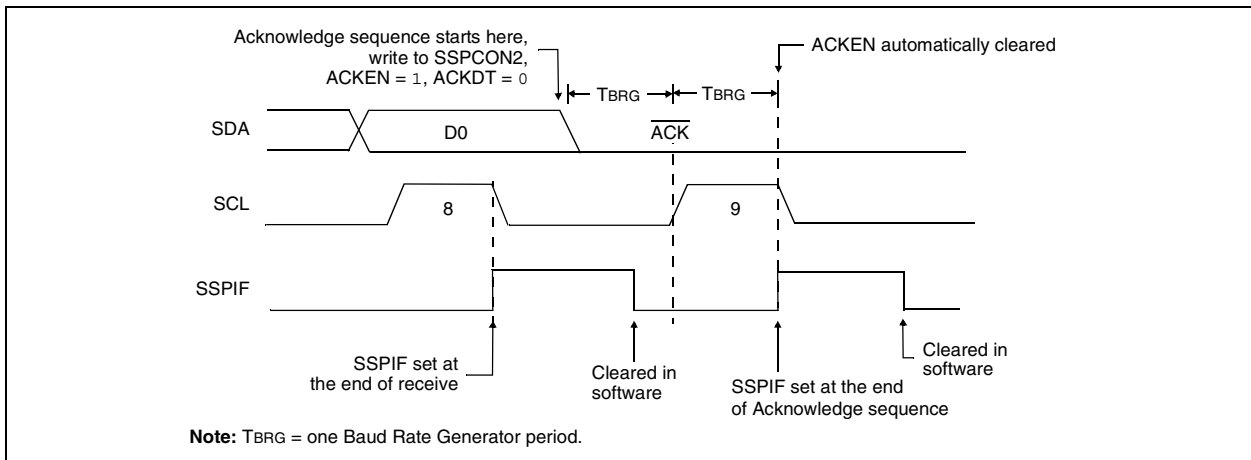 Acknowledge sequence starts here,
write to SSPCON2,
ACKEN = 1, ACKDT = 0
ACKEN automatically cleared
TBRG
TBRG
SDA
D0
ACK
SCL
8
9
SSPIF
SSPIF set at
the end of receive
Cleared in
software
SSPIF set at the end
of Acknowledge sequence
Cleared in
software
Note: TBRG = one Baud Rate Generator period.